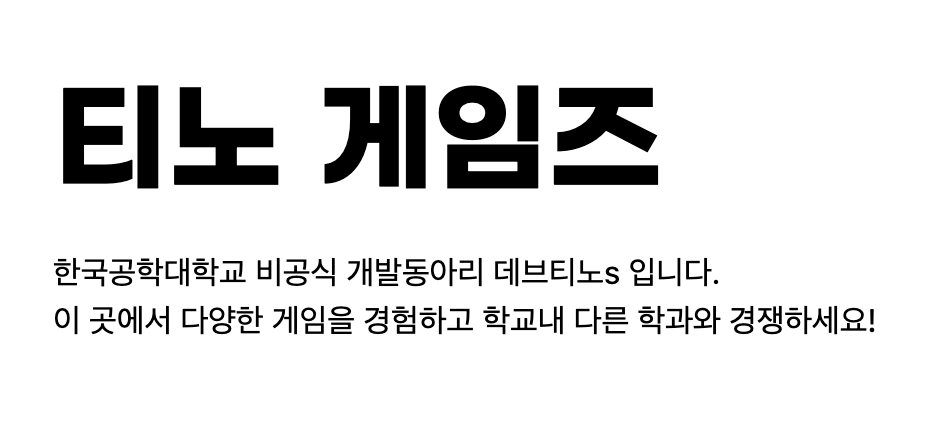 티노 게임즈
한국공학대학교 비공식 개발동아리 데브티노s 입니다.
이 곳에서 다양한 게임을 경험하고 학교내 다른 학과와 경쟁하세요!